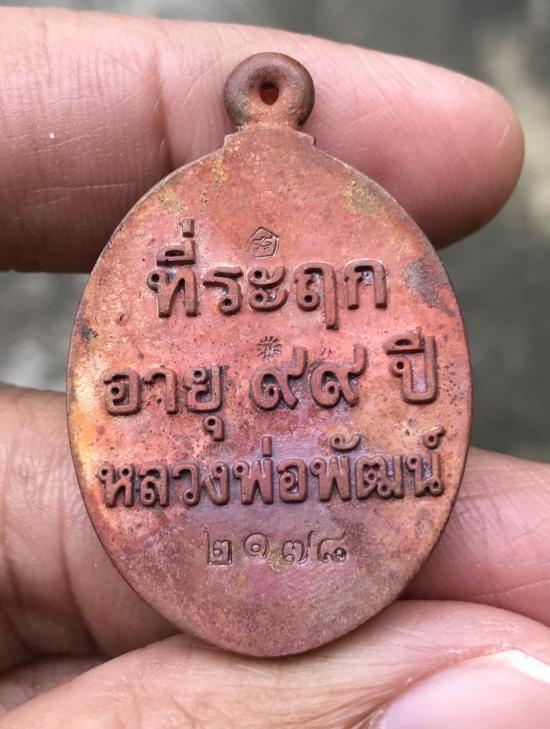 ที่ระฤก
อายุ ๙๙ ปี
หลวงพ่อพัฒน์
๒๑๗๘